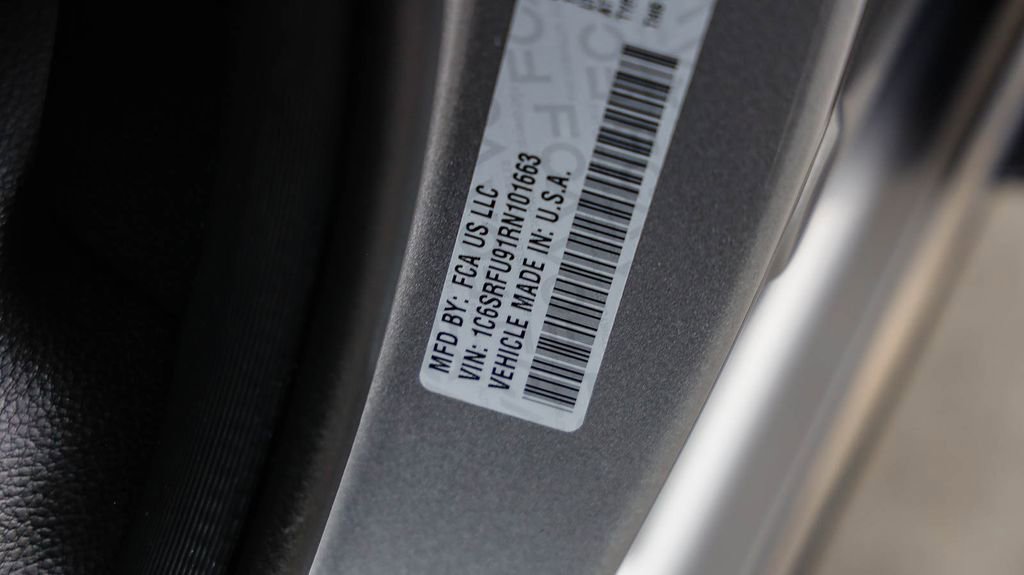 MFD BY: FCA US LLC
VIN: 1C6SRFU91RN101663
VEHICLE MADE IN: U.S.A.